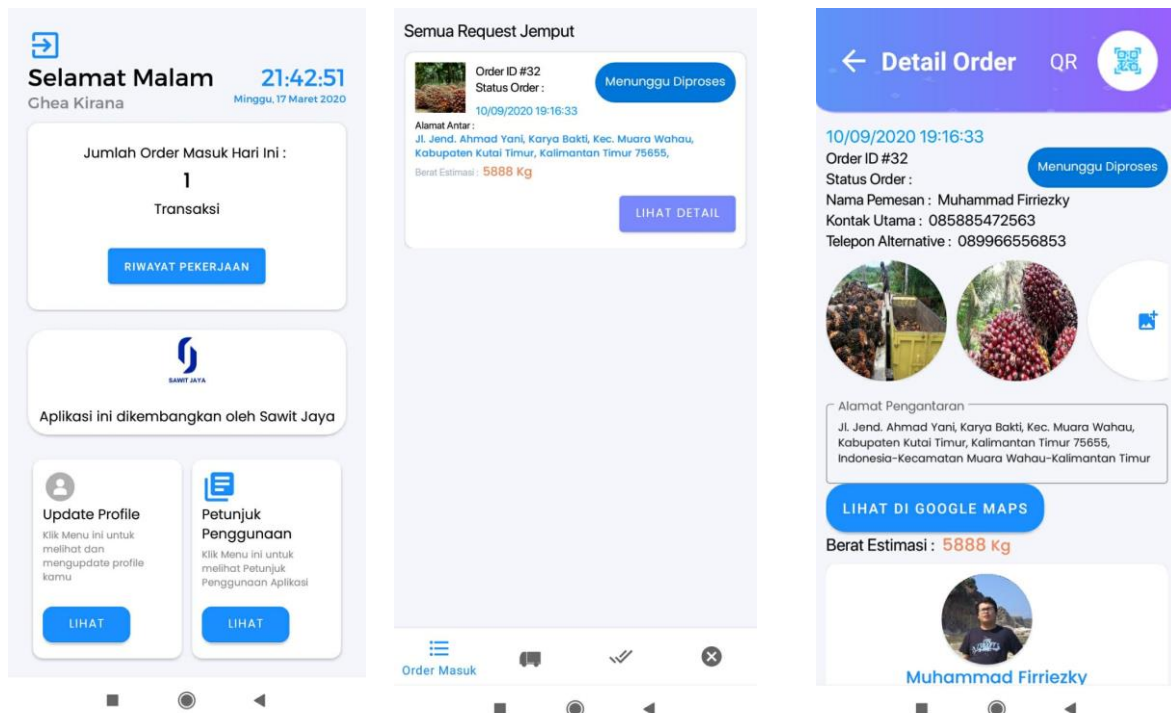 Selamat Malam
21:42:51
Ghea Kirana
Minggu, 17 Maret 2020
Jumlah Order Masuk Hari Ini :
1
Transaksi
RIWAYAT PEKERJAAN
SAWIT JAYA
Aplikasi ini dikembangkan oleh Sawit Jaya
Update Profile
Klik Menu ini untuk
melihat dan
mengupdate profile
kamu
LIHAT
Petunjuk
Penggunaan
Klik Menu ini untuk
melihat Petunjuk
Penggunaan Aplikasi
LIHAT
Semua Request Jemput
Order ID #32
Status Order :
Menunggu Diproses
10/09/2020 19:16:33
Alamat Antar :
Jl. Jend. Ahmad Yani, Karya Bakti, Kec. Muara Wahau,
Kabupaten Kutai Timur, Kalimantan Timur 75655,
Berat Estimasi : 5888 Kg
LIHAT DETAIL
Order Masuk
Detail Order
QR
10/09/2020 19:16:33
Order ID #32
Status Order :
Menunggu Diproses
Nama Pemesan : Muhammad Firriezky
Kontak Utama : 085885472563
Telepon Alternative : 089966556853
Alamat Pengantaran
Jl. Jend. Ahmad Yani, Karya Bakti, Kec. Muara Wahau,
Kabupaten Kutai Timur, Kalimantan Timur 75655,
Indonesia-Kecamatan Muara Wahau-Kalimantan Timur
LIHAT DI GOOGLE MAPS
Berat Estimasi : 5888 Kg
Muhammad Firriezky